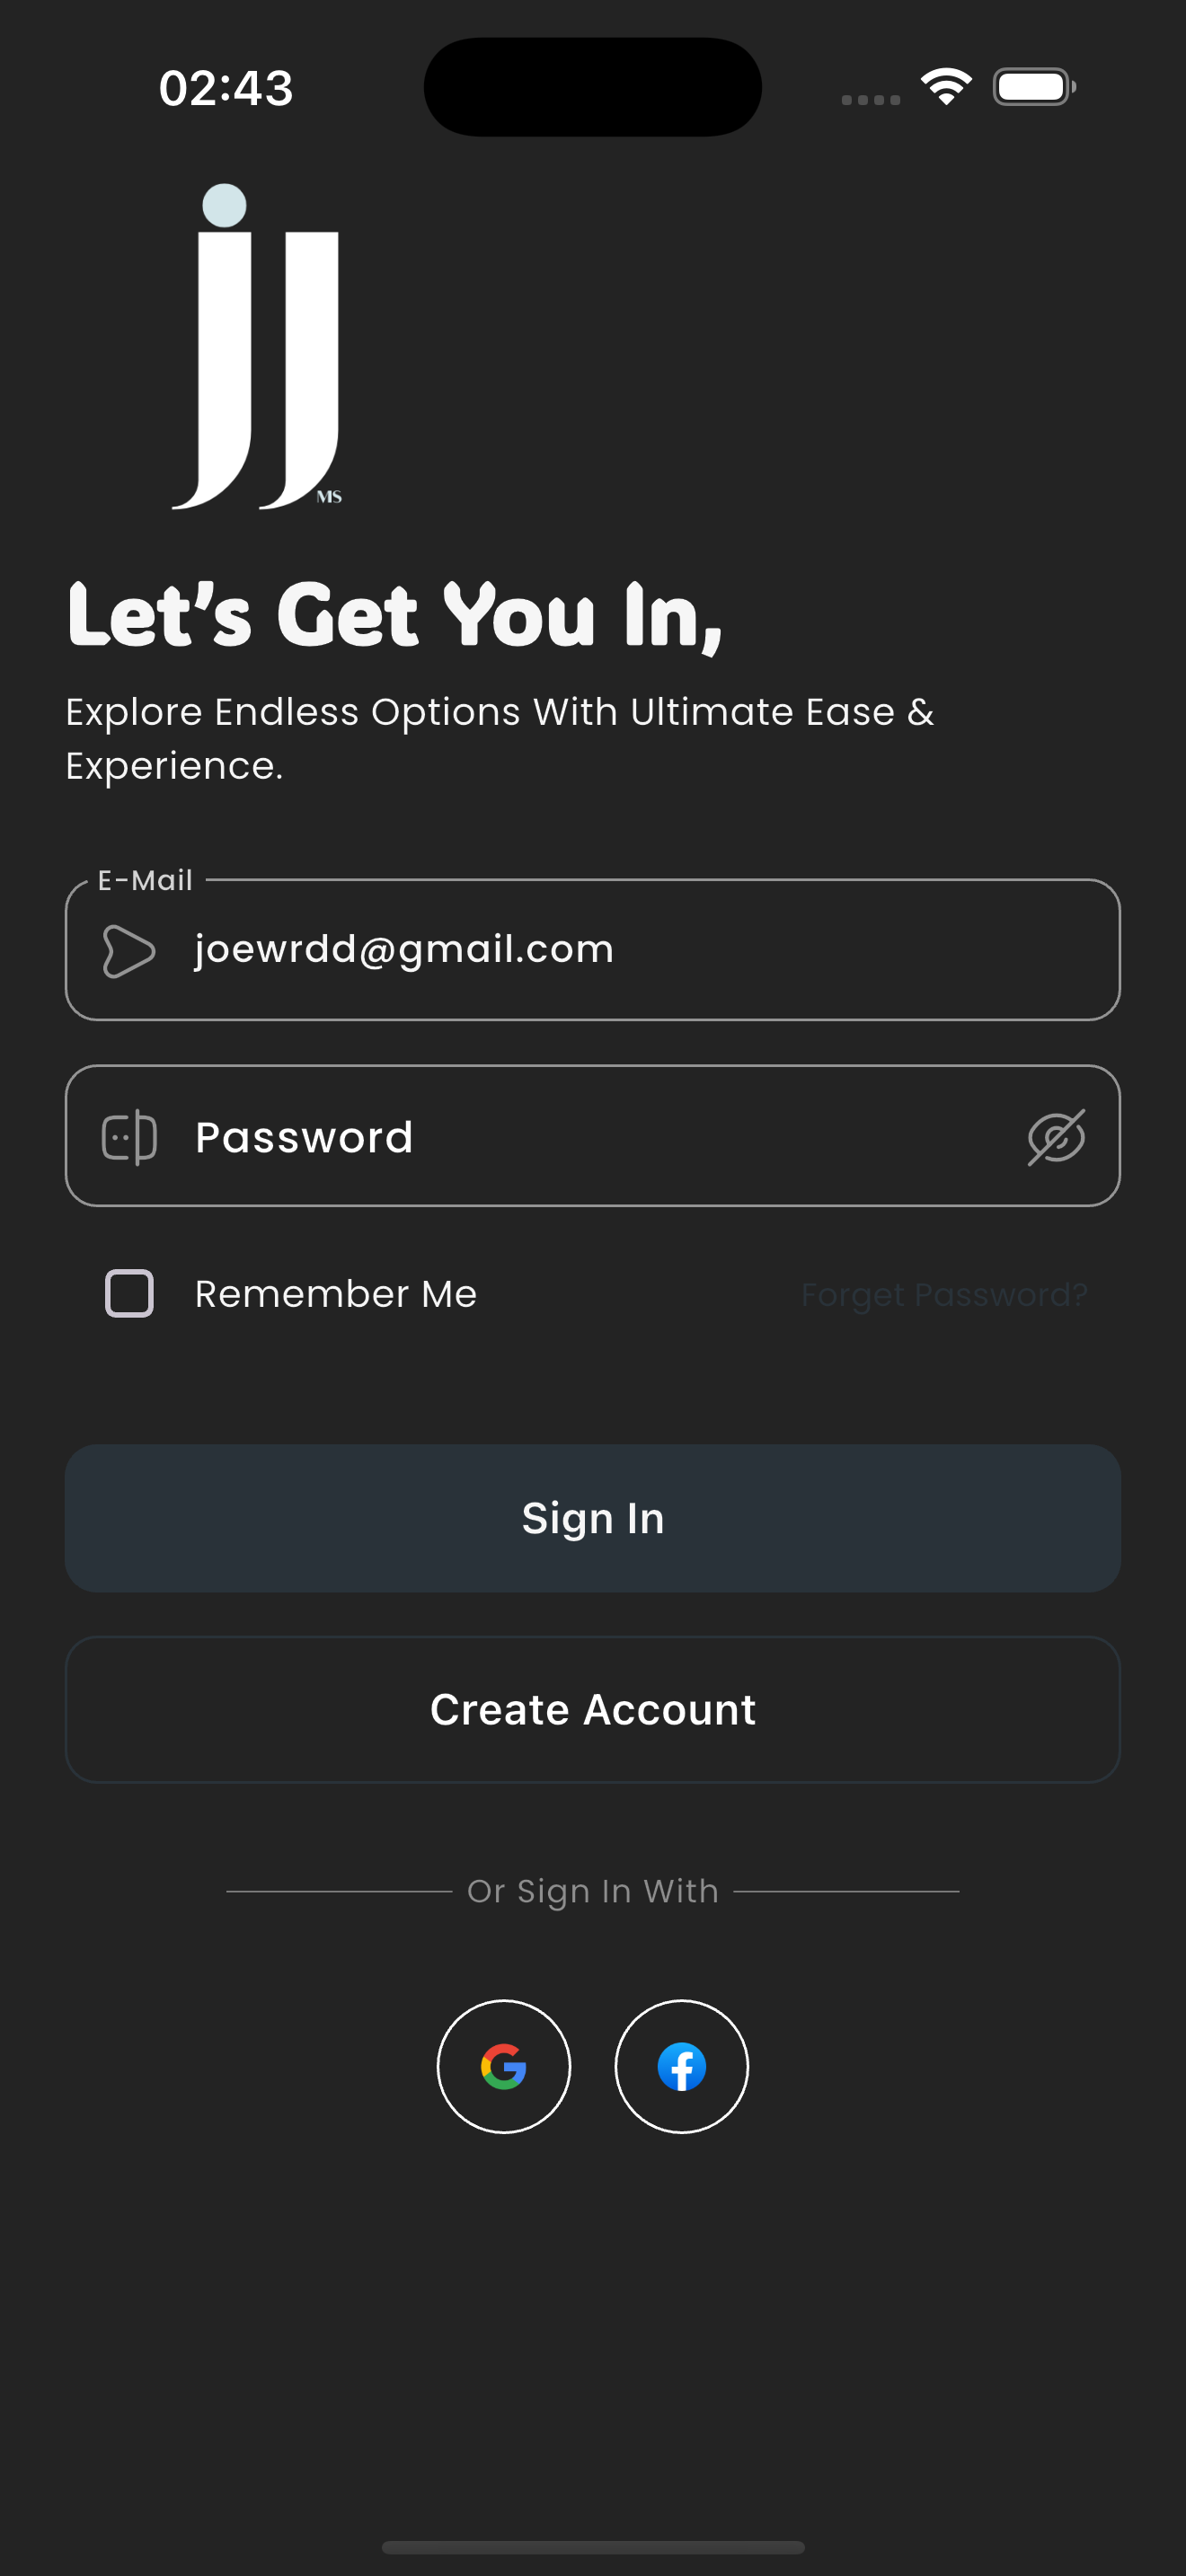 02:43
jj
MS
Let's Get You In,
Explore Endless Options With Ultimate Ease &
Experience.
E-Mail
joewrdd@gmail.com
Password
Remember Me
Forget Password?
Sign In
Create Account
Or Sign In With